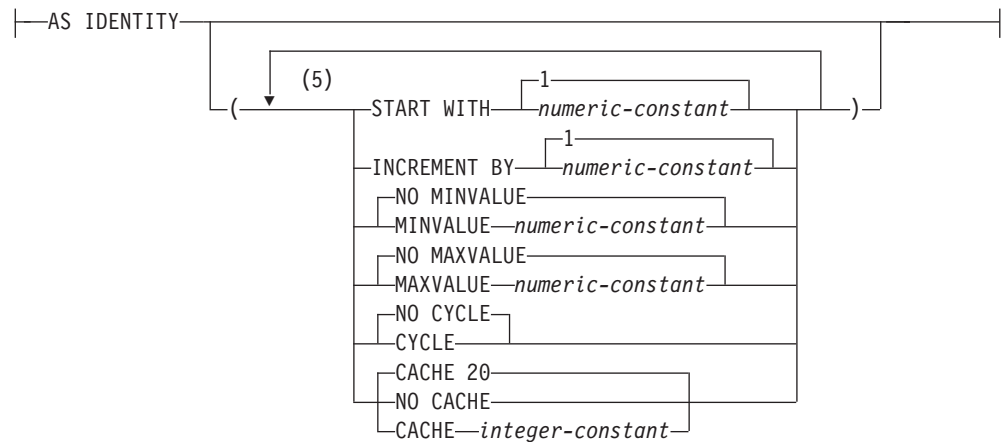 AS IDENTITY
(5)
1
( START WITH numeric-constant )
1
INCREMENT BY numeric-constant
NO MINVALUE
MINVALUE numeric-constant
NO MAXVALUE
MAXVALUE numeric-constant
NO CYCLE
CYCLE
CACHE 20
NO CACHE
CACHE integer-constant